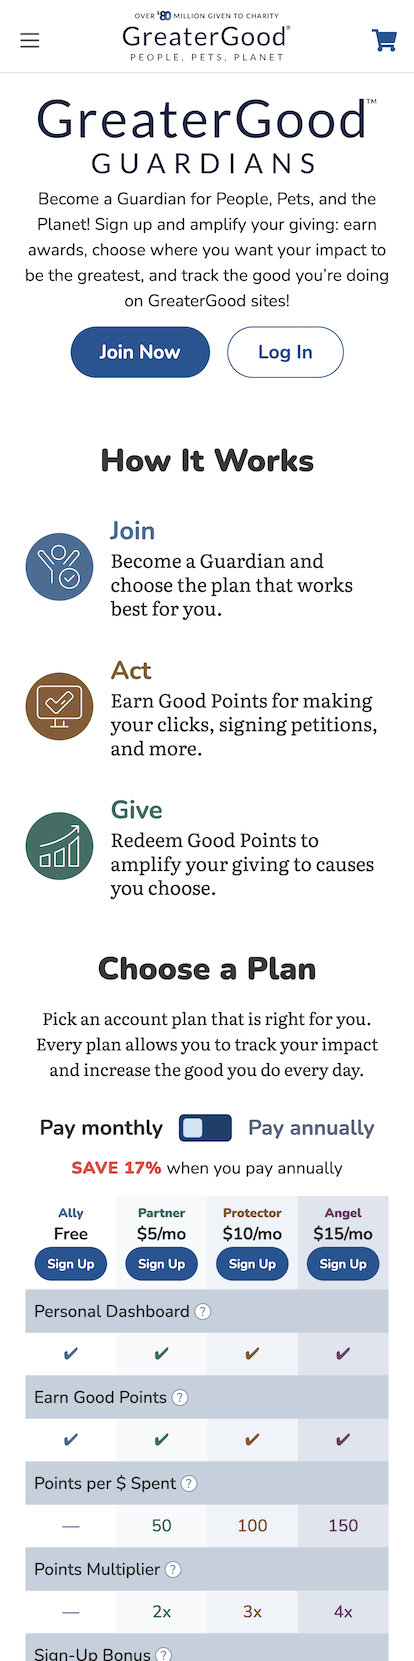 OVER $80 MILLION GIVEN TO CHARITY
GreaterGood®
PEOPLE, PETS, PLANET
GreaterGood™
GUARDIANS
Become a Guardian for People, Pets, and the
Planet! Sign up and amplify your giving: earn
awards, choose where you want your impact to
be the greatest, and track the good you’re doing
on GreaterGood sites!
Join Now Log In
How It Works
Join
Become a Guardian and
choose the plan that works
best for you.
Act
Earn Good Points for making
your clicks, signing petitions,
and more.
Give
Redeem Good Points to
amplify your giving to causes
you choose.
Choose a Plan
Pick an account plan that is right for you.
Every plan allows you to track your impact
and increase the good you do every day.
Pay monthly Pay annually
SAVE 17% when you pay annually
Ally Partner Protector Angel
Free $5/mo $10/mo $15/mo
Sign Up Sign Up Sign Up Sign Up
Personal Dashboard ?
✔ ✔ ✔ ✔
Earn Good Points ?
✔ ✔ ✔ ✔
Points per $ Spent ?
— 50 100 150
Points Multiplier ?
— 2x 3x 4x
Sign-Up Bonus ?